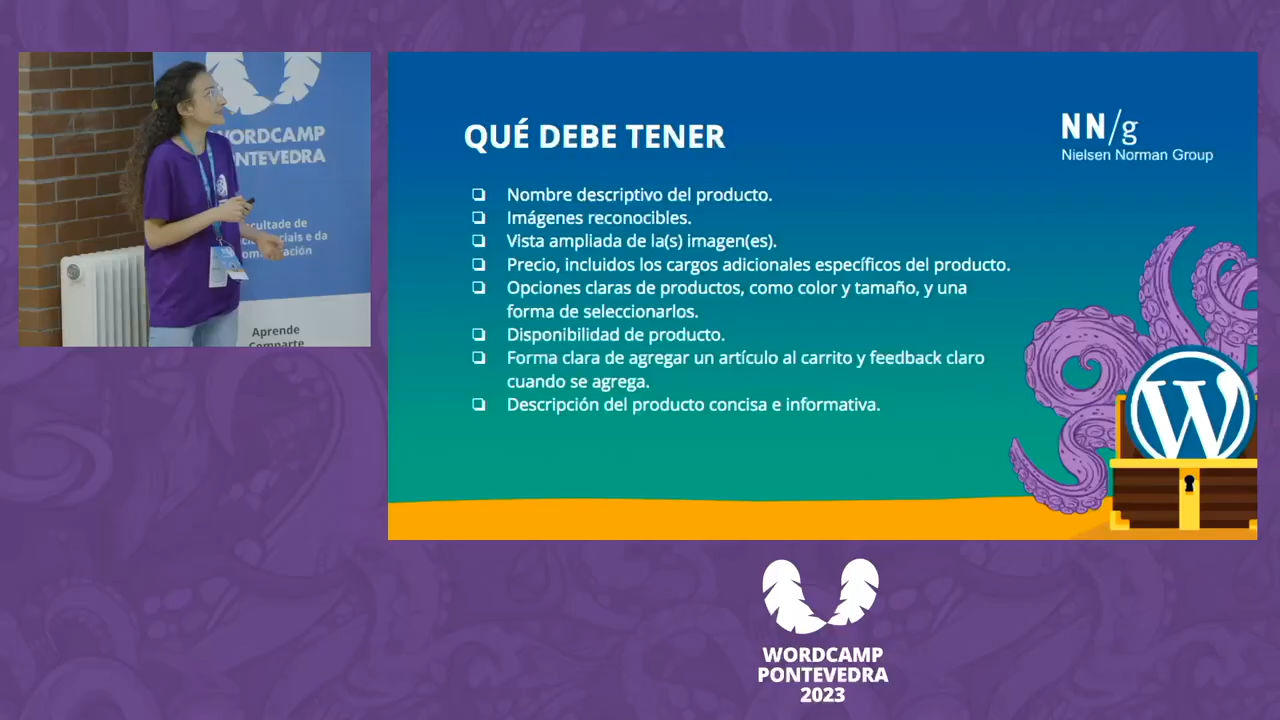 WORDCAMP
PONTEVEDRA
Facultade de
Aprende
Comparte
QUÉ DEBE TENER
NN/g
Nielsen Norman Group
❏ Nombre descriptivo del producto.
❏ Imágenes reconocibles.
❏ Vista ampliada de la(s) imagen(es).
❏ Precio, incluidos los cargos adicionales específicos del producto.
❏ Opciones claras de productos, como color y tamaño, y una
forma de seleccionarlos.
❏ Disponibilidad de producto.
❏ Forma clara de agregar un artículo al carrito y feedback claro
cuando se agrega.
❏ Descripción del producto concisa e informativa.
W
WORDCAMP
PONTEVEDRA
2023